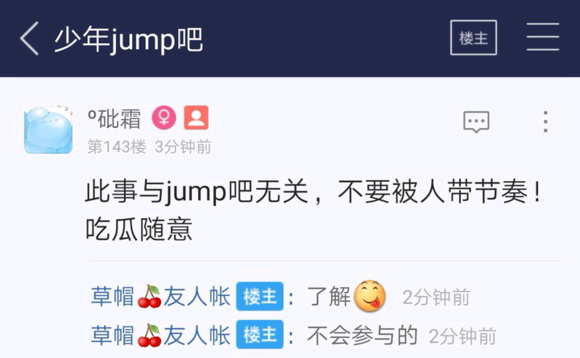 少年jump吧
楼主
º砒霜
第143楼 3分钟前
此事与jump吧无关，不要被人带节奏！
吃瓜随意
草帽🍒友人帐 楼主：了解😋 2分钟前
草帽🍒友人帐 楼主：不会参与的 2分钟前